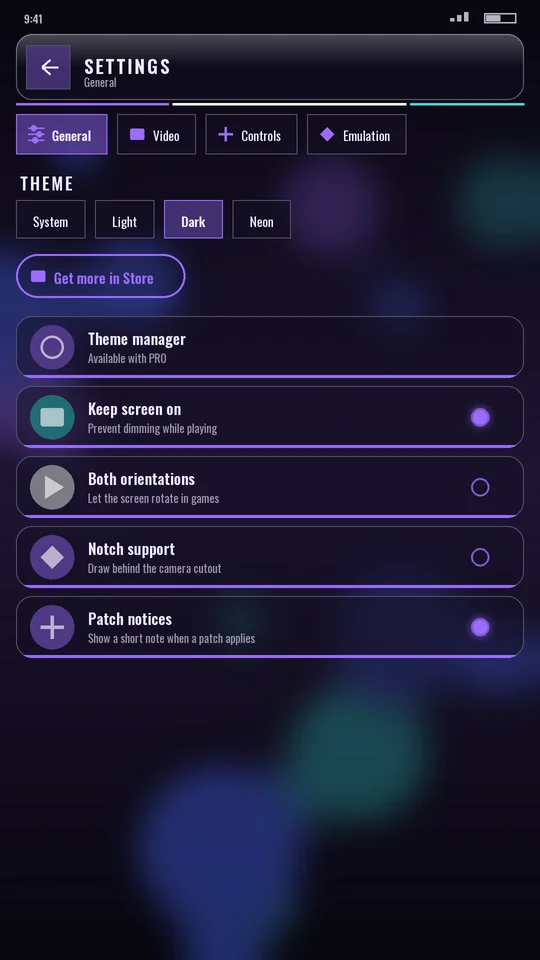 9:41
SETTINGS
General
General Video Controls Emulation
THEME
System Light Dark Neon
Get more in Store
Theme manager
Available with PRO
Keep screen on
Prevent dimming while playing
Both orientations
Let the screen rotate in games
Notch support
Draw behind the camera cutout
Patch notices
Show a short note when a patch applies